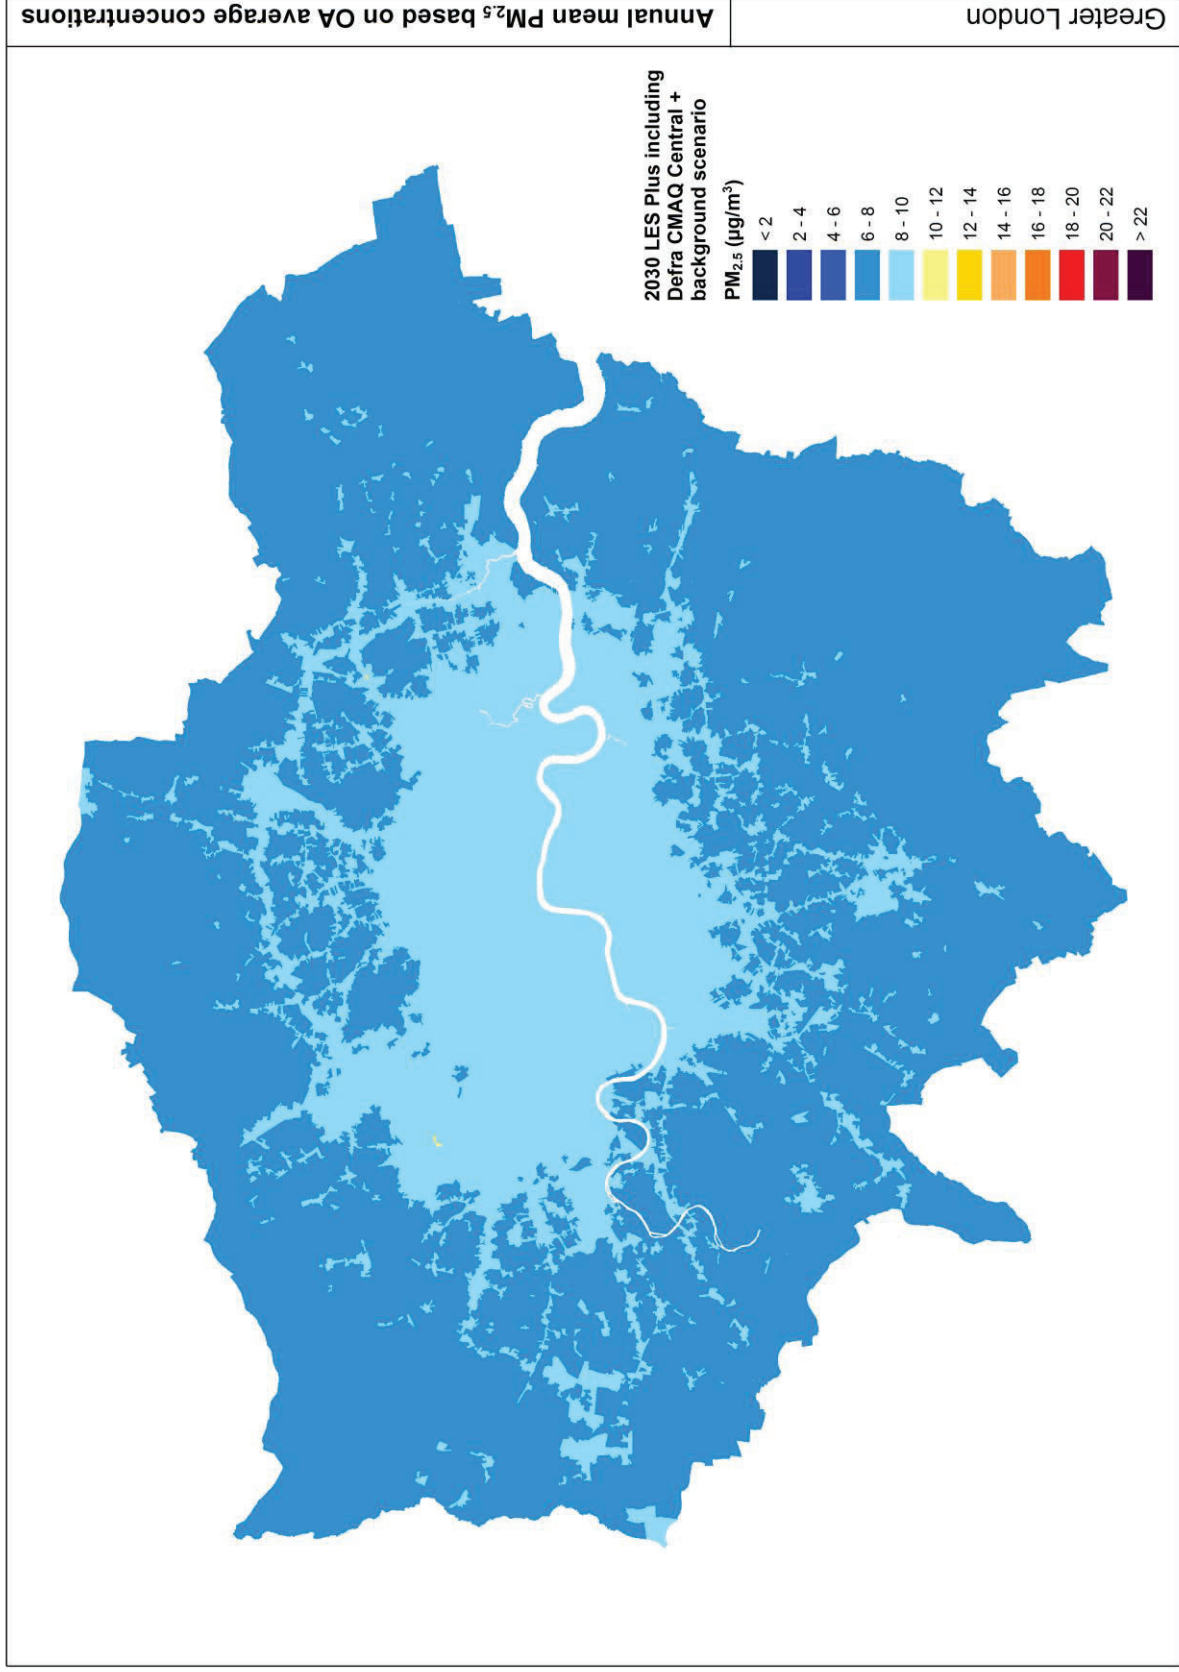 Annual mean PM2.5 based on OA average concentrations
Greater London
2030 LES Plus including
Defra CMAQ Central +
background scenario
PM2.5 (µg/m³)
< 2
2 - 4
4 - 6
6 - 8
8 - 10
10 - 12
12 - 14
14 - 16
16 - 18
18 - 20
20 - 22
> 22